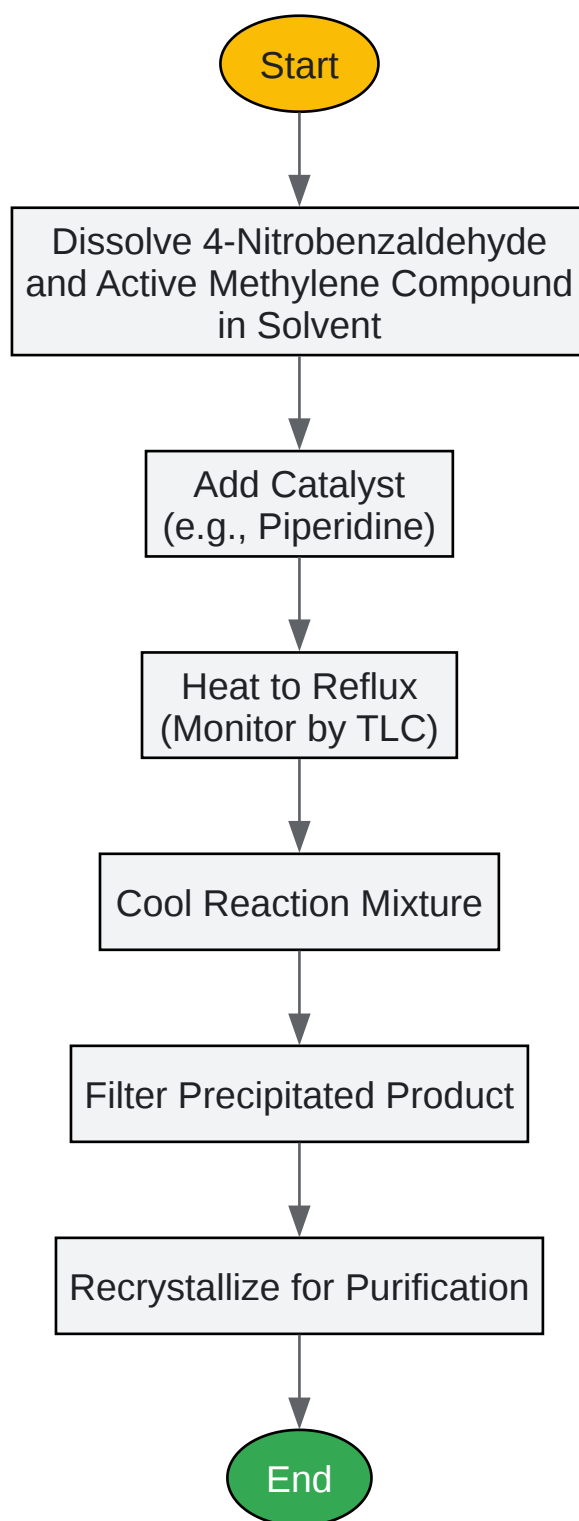 Start
Dissolve 4-Nitrobenzaldehyde
and Active Methylene Compound
in Solvent
Add Catalyst
(e.g., Piperidine)
Heat to Reflux
(Monitor by TLC)
Cool Reaction Mixture
Filter Precipitated Product
Recrystallize for Purification
End